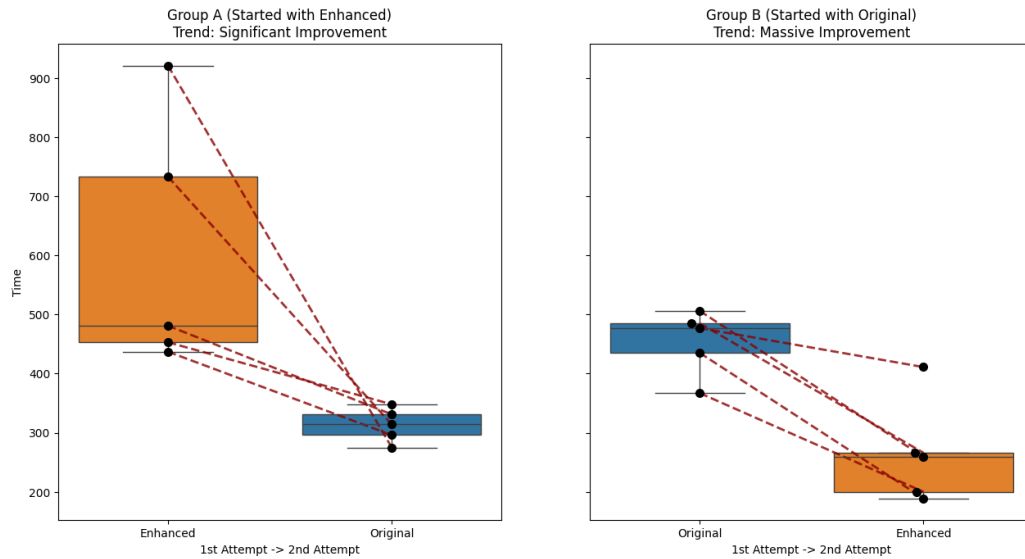 Group A (Started with Enhanced)
Trend: Significant Improvement
Time
900
800
700
600
500
400
300
200
Enhanced
Original
1st Attempt -> 2nd Attempt
Group B (Started with Original)
Trend: Massive Improvement
Original
Enhanced
1st Attempt -> 2nd Attempt